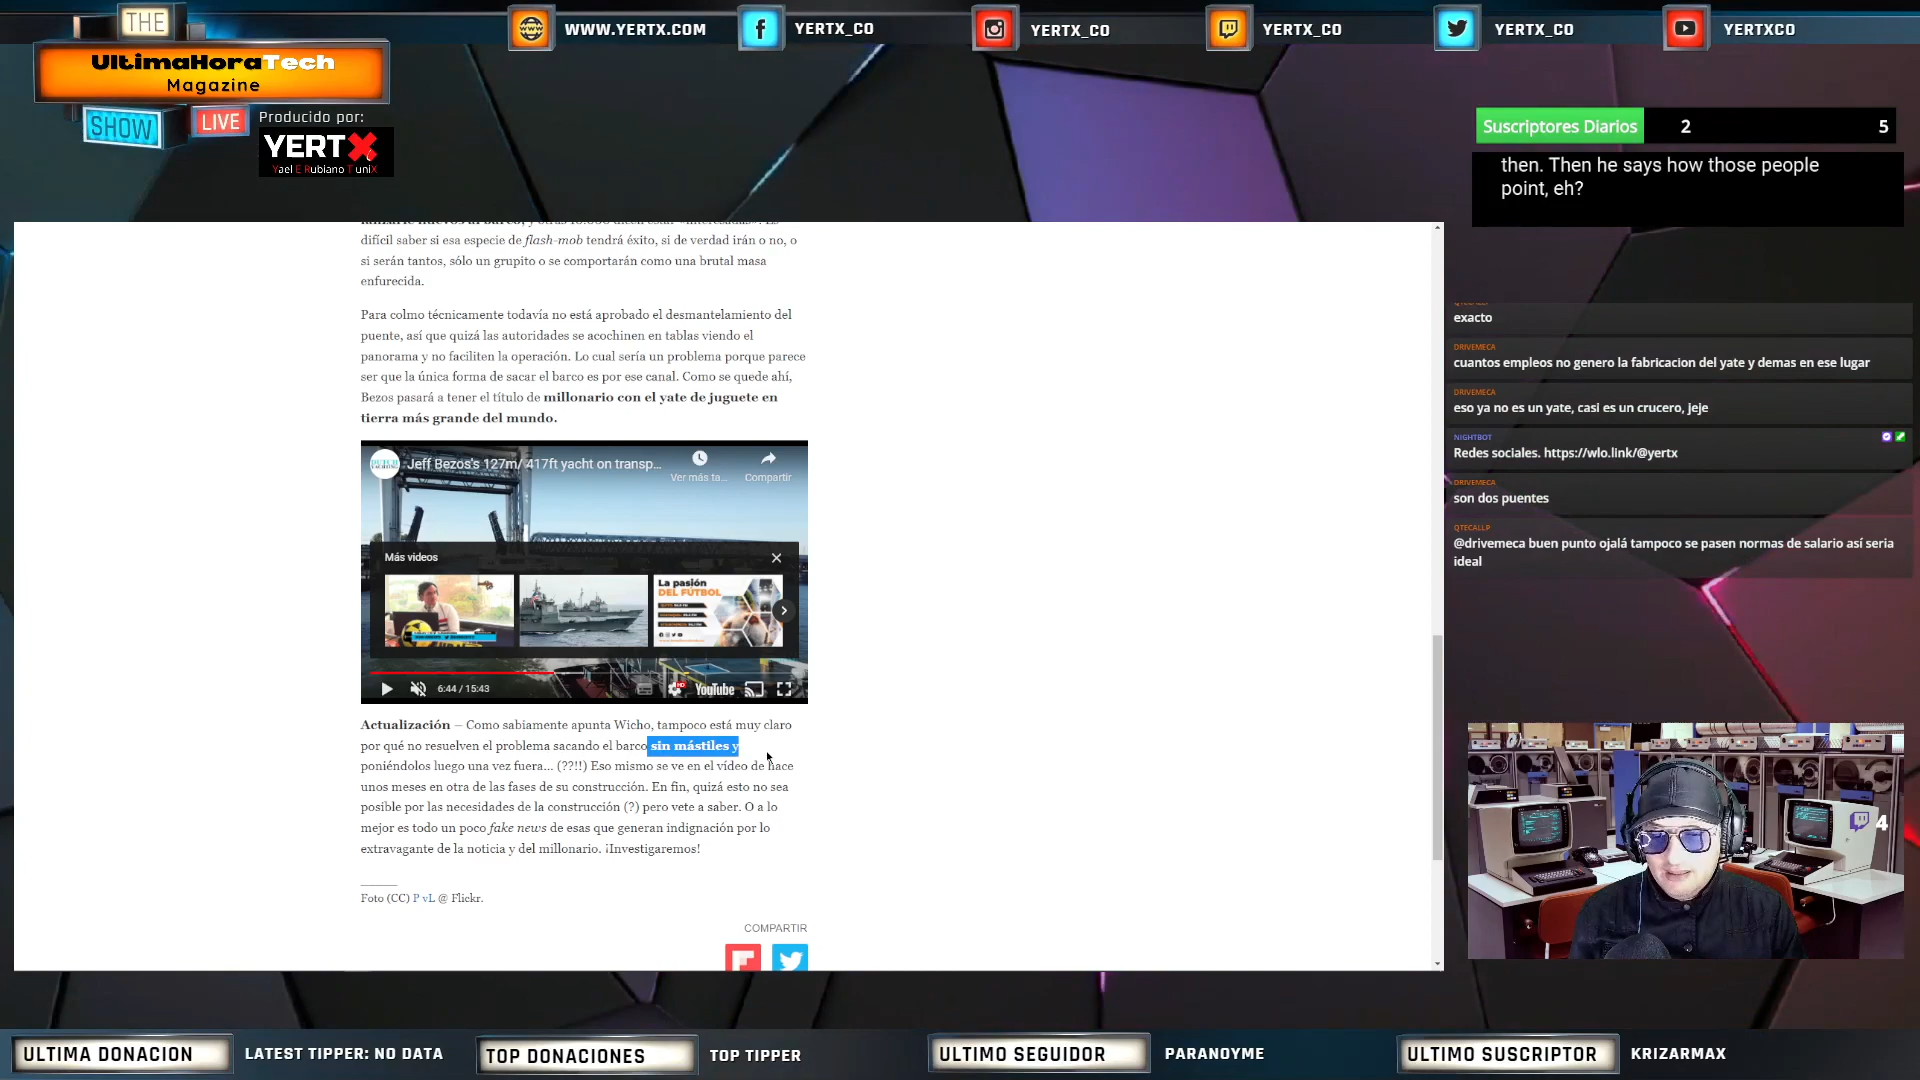 THE
UltimaHoraTech
Magazine
SHOW
LIVE
Producido por:
YERTX
Yael E Rubiano T uniX
WWW.YERTX.COM
YERTX_CO
YERTX_CO
YERTX_CO
YERTX_CO
YERTXCO
Suscriptores Diarios 2 5
then. Then he says how those people
point, eh?
difícil saber si esa especie de flash-mob tendrá éxito, si de verdad irán o no, o
si serán tantos, sólo un grupito o se comportarán como una brutal masa
enfurecida.
Para colmo técnicamente todavía no está aprobado el desmantelamiento del
puente, así que quizá las autoridades se acochinen en tablas viendo el
panorama y no faciliten la operación. Lo cual sería un problema porque parece
ser que la única forma de sacar el barco es por ese canal. Como se quede ahí,
Bezos pasará a tener el título de millonario con el yate de juguete en
tierra más grande del mundo.
Jeff Bezos's 127m/ 417ft yacht on transp...
Ver más ta...
Compartir
Más videos
La pasión
DEL FÚTBOL
6:44 / 15:43
HD
YouTube
Actualización – Como sabiamente apunta Wicho, tampoco está muy claro
por qué no resuelven el problema sacando el barco sin mástiles y
poniéndolos luego una vez fuera... (??!!) Eso mismo se ve en el vídeo de hace
unos meses en otra de las fases de su construcción. En fin, quizá esto no sea
posible por las necesidades de la construcción (?) pero vete a saber. O a lo
mejor es todo un poco fake news de esas que generan indignación por lo
extravagante de la noticia y del millonario. ¡Investigaremos!
Foto (CC) P vL @ Flickr.
COMPARTIR
exacto
DRIVEMECA
cuantos empleos no genero la fabricacion del yate y demas en ese lugar
DRIVEMECA
eso ya no es un yate, casi es un crucero, jeje
NIGHTBOT
Redes sociales. https://wlo.link/@yertx
DRIVEMECA
son dos puentes
QTECALLP
@drivemeca buen punto ojalá tampoco se pasen normas de salario así seria
ideal
4
ULTIMA DONACION
LATEST TIPPER: NO DATA
TOP DONACIONES
TOP TIPPER
ULTIMO SEGUIDOR
PARANOYME
ULTIMO SUSCRIPTOR
KRIZARMAX